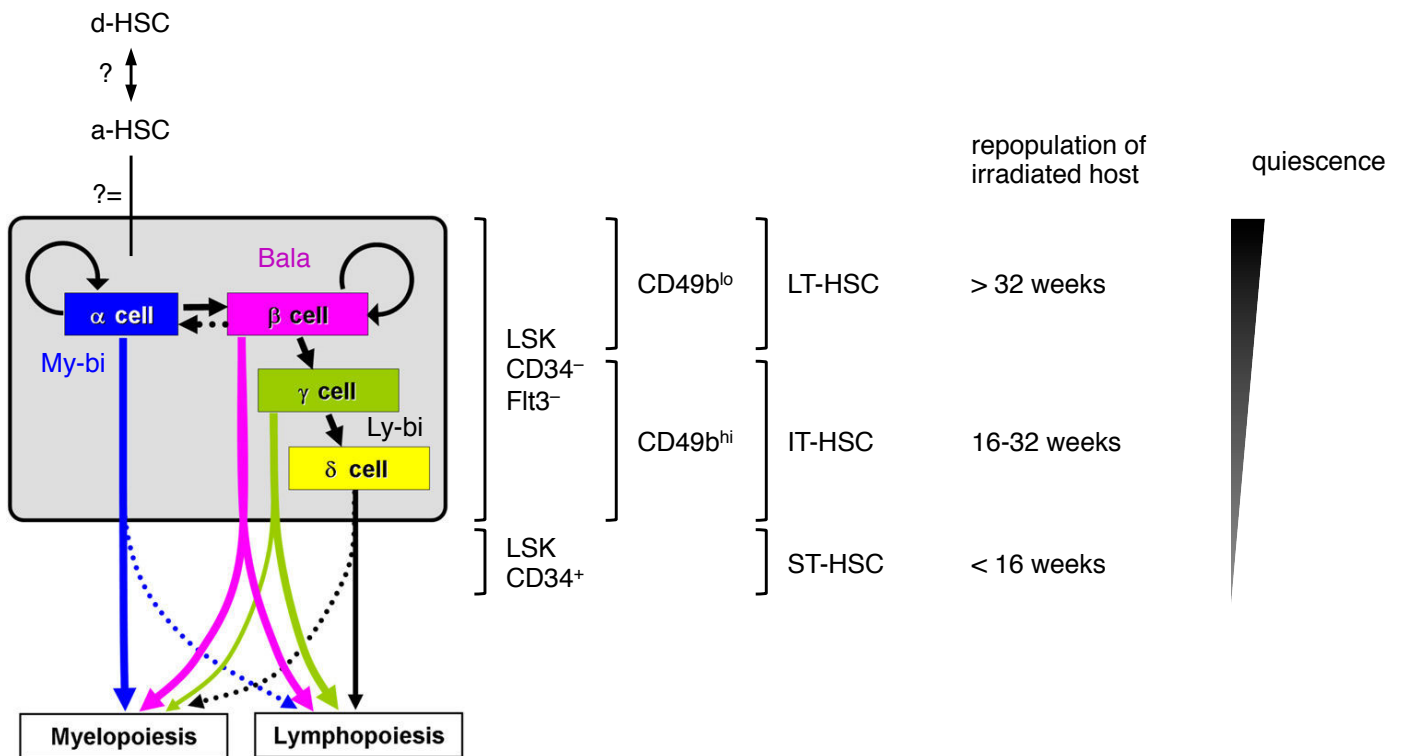 d-HSC
?
a-HSC
?=
repopulation of
irradiated host
quiescence
Bala
α cell
β cell
My-bi
γ cell
Ly-bi
δ cell
LSK
CD34–
Flt3–
CD49b^lo
LT-HSC
> 32 weeks
CD49b^hi
IT-HSC
16-32 weeks
LSK
CD34+
ST-HSC
< 16 weeks
Myelopoiesis
Lymphopoiesis